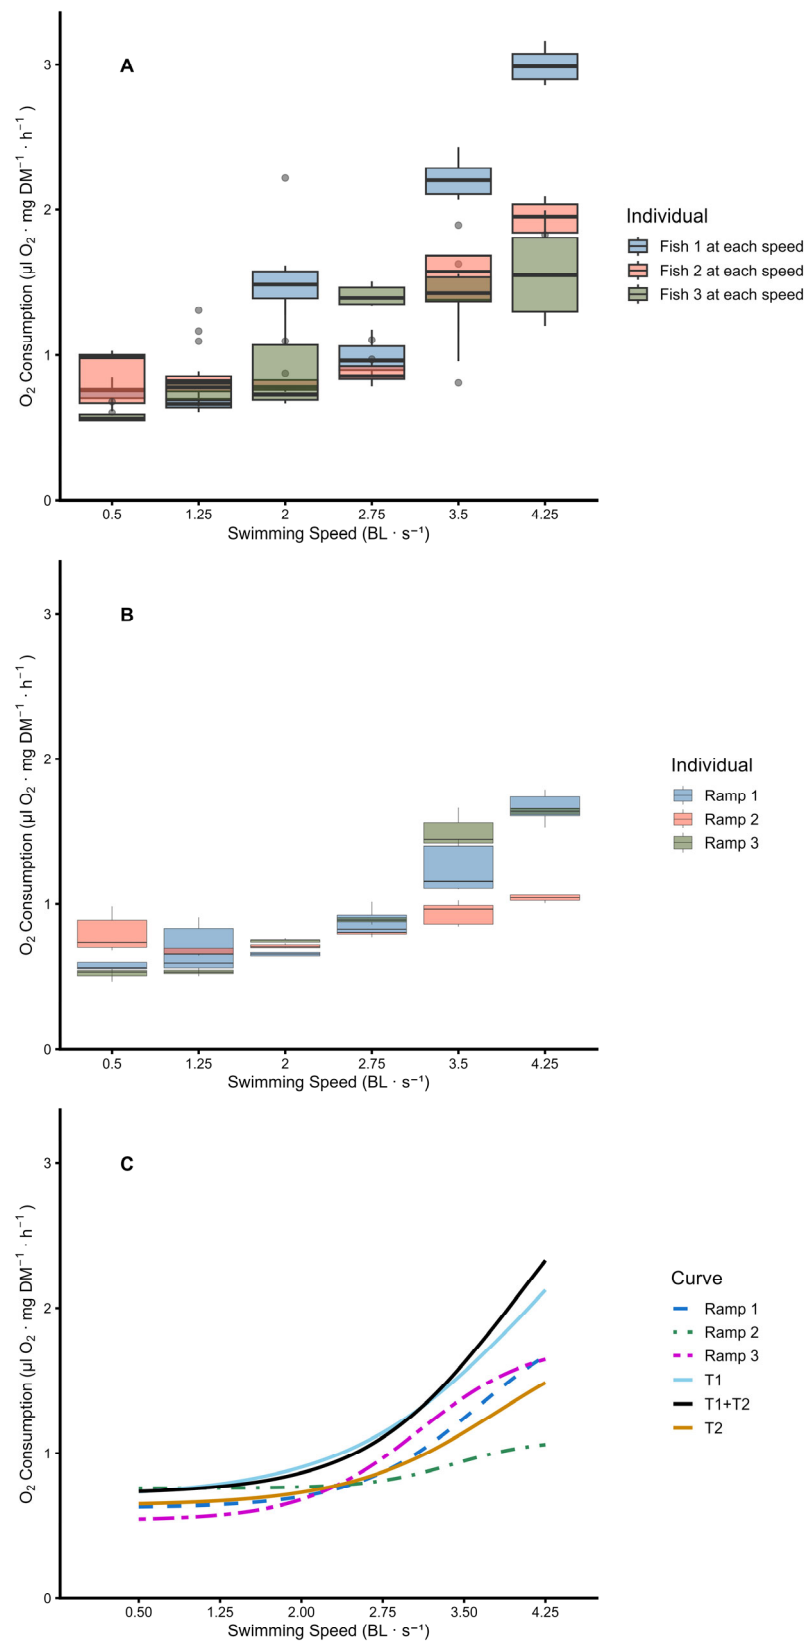 A
3
2
1
0
O₂ Consumption (µl O₂ · mg DM⁻¹ · h⁻¹ )
0.5 1.25 2 2.75 3.5 4.25
Swimming Speed (BL · s⁻¹)
Individual
Fish 1 at each speed
Fish 2 at each speed
Fish 3 at each speed
B
3
2
1
0
O₂ Consumption (µl O₂ · mg DM⁻¹ · h⁻¹ )
0.5 1.25 2 2.75 3.5 4.25
Swimming Speed (BL · s⁻¹)
Individual
Ramp 1
Ramp 2
Ramp 3
C
3
2
1
0
O₂ Consumption (µl O₂ · mg DM⁻¹ · h⁻¹ )
0.50 1.25 2.00 2.75 3.50 4.25
Swimming Speed (BL · s⁻¹)
Curve
Ramp 1
Ramp 2
Ramp 3
T1
T1+T2
T2